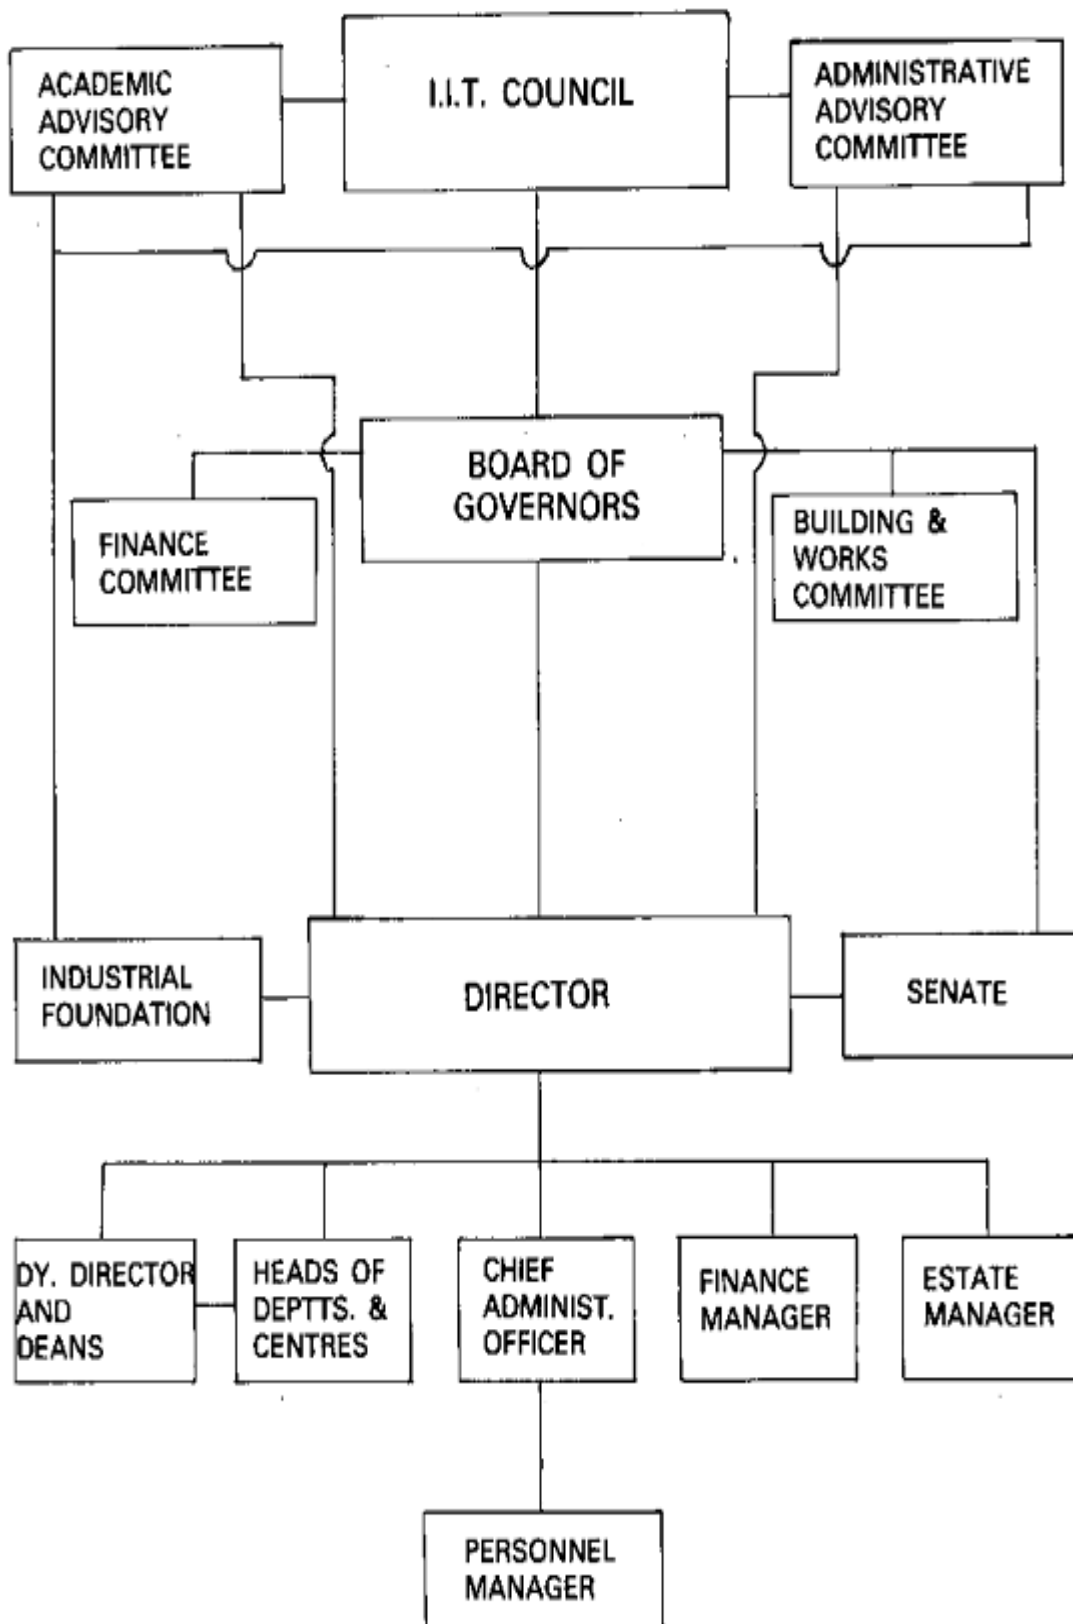 ACADEMIC
ADVISORY
COMMITTEE
I.I.T. COUNCIL
ADMINISTRATIVE
ADVISORY
COMMITTEE
BOARD OF
GOVERNORS
FINANCE
COMMITTEE
BUILDING &
WORKS
COMMITTEE
INDUSTRIAL
FOUNDATION
DIRECTOR
SENATE
DY. DIRECTOR
AND
DEANS
HEADS OF
DEPTTS. &
CENTRES
CHIEF
ADMINIST.
OFFICER
FINANCE
MANAGER
ESTATE
MANAGER
PERSONNEL
MANAGER